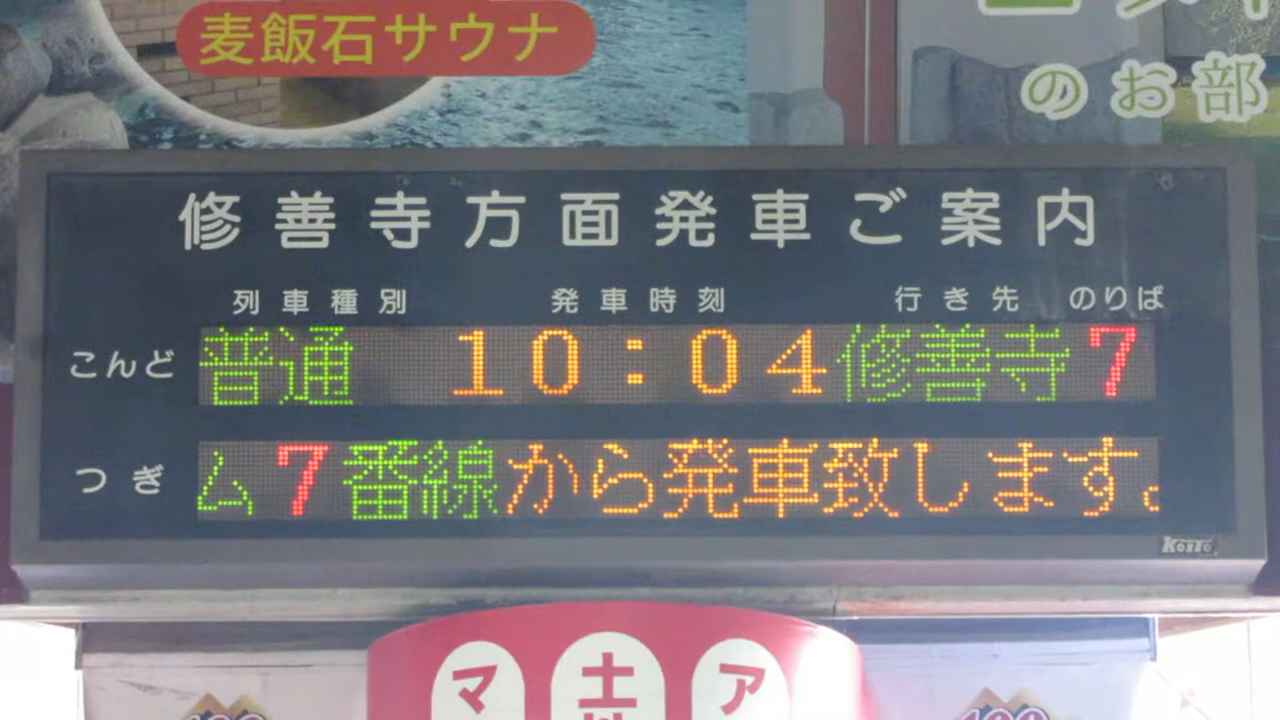 麦飯石サウナ
のお部
修善寺方面発車ご案内
列車種別 発車時刻 行き先 のりば
こんど 普通 10:04 修善寺 7
つぎ ム7番線から発車致します。
KOITO
マ 土 ア